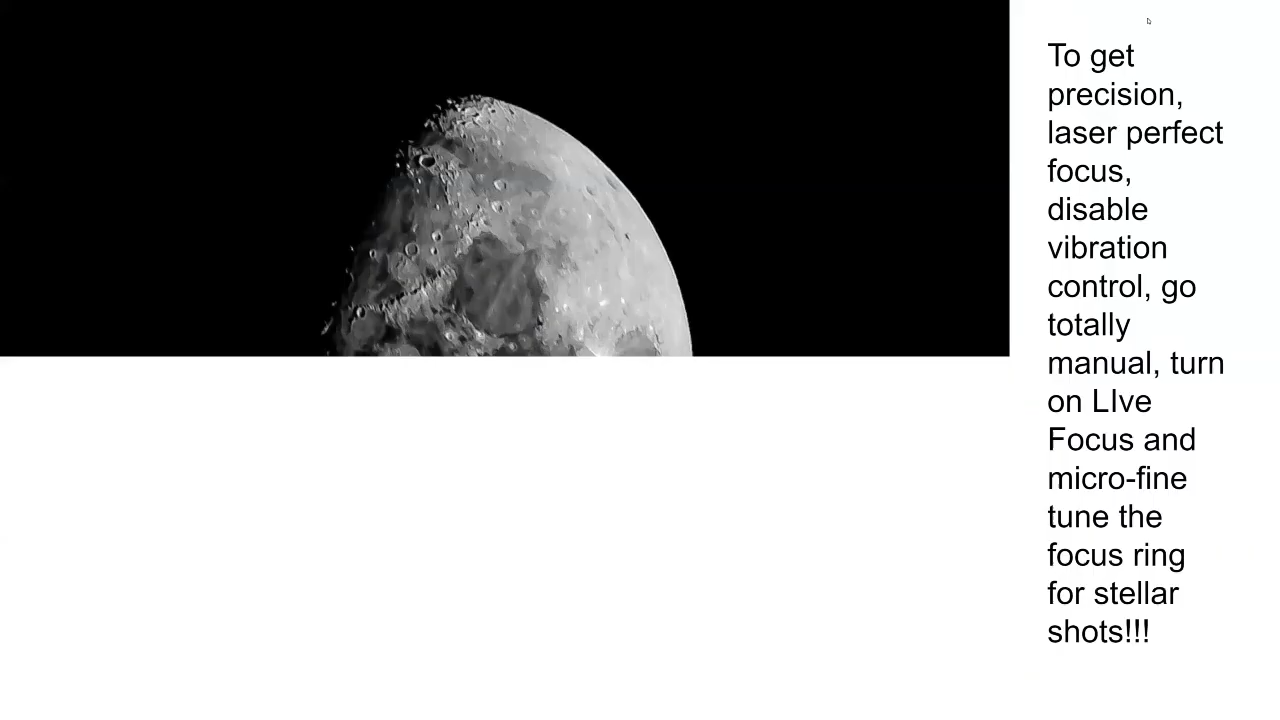 To get
precision,
laser perfect
focus,
disable
vibration
control, go
totally
manual, turn
on LIve
Focus and
micro-fine
tune the
focus ring
for stellar
shots!!!